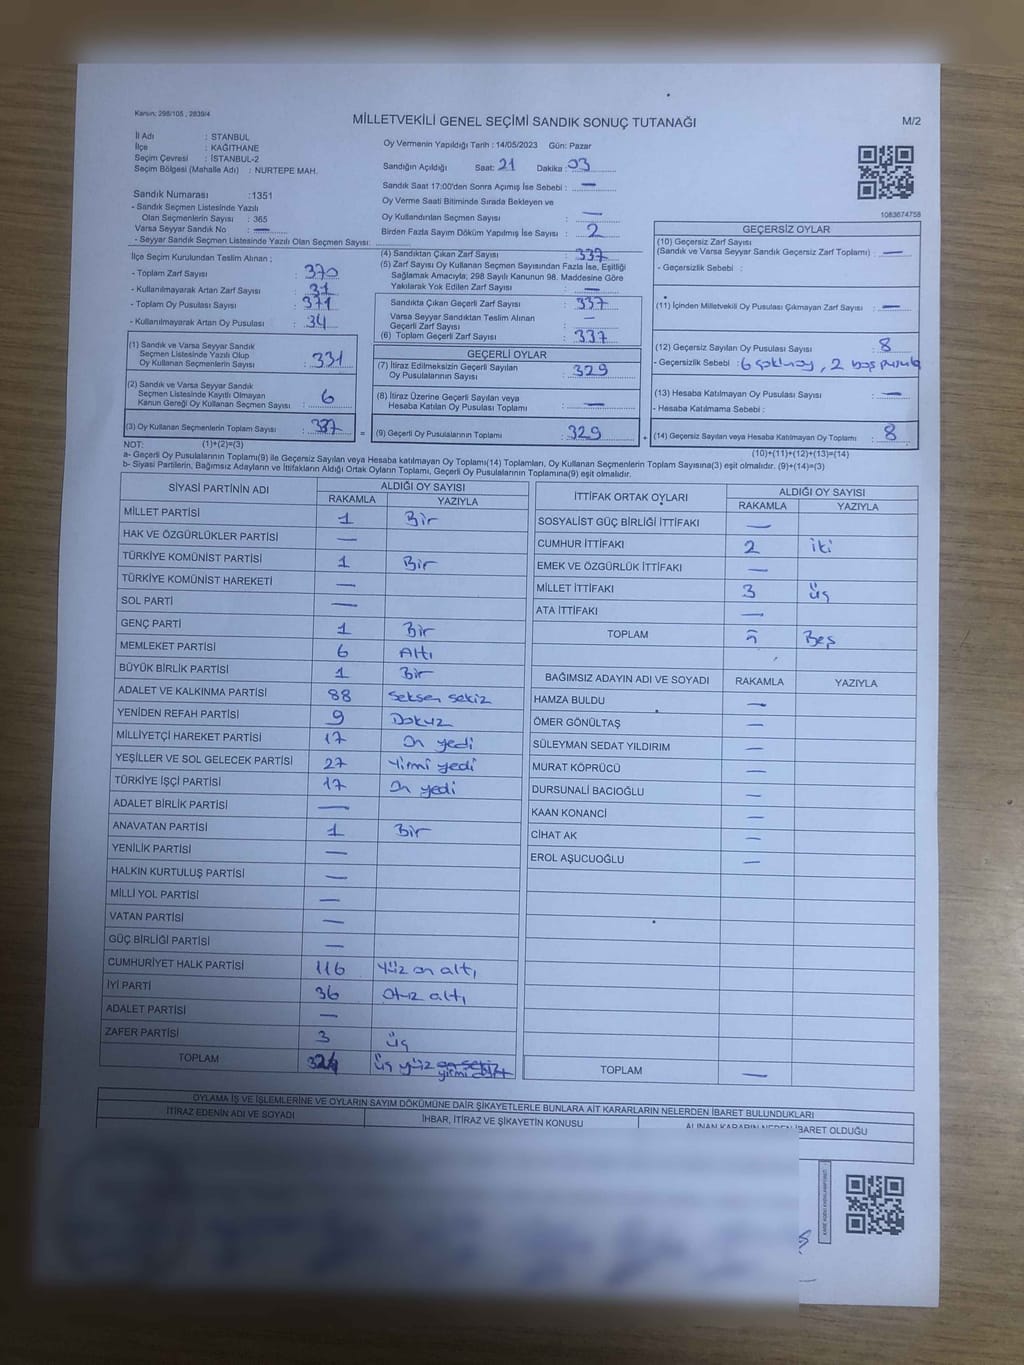 Kanun: 298/105 , 2839/4
MİLLETVEKİLİ GENEL SEÇİMİ SANDIK SONUÇ TUTANAĞI
M/2
İl Adı : STANBUL
İlçe : KAĞITHANE
Seçim Çevresi : İSTANBUL-2
Seçim Bölgesi (Mahalle Adı) : NURTEPE MAH.
Sandık Numarası :1351
- Sandık Seçmen Listesinde Yazılı
Olan Seçmenlerin Sayısı : 365
Varsa Seyyar Sandık No : —
- Seyyar Sandık Seçmen Listesinde Yazılı Olan Seçmen Sayısı:
Oy Vermenin Yapıldığı Tarih : 14/05/2023 Gün: Pazar
Sandığın Açıldığı Saat: 21 Dakika : 03
Sandık Saat 17:00'den Sonra Açımış İse Sebebi : —
Oy Verme Saati Bitiminde Sırada Bekleyen ve
Oy Kullandırılan Seçmen Sayısı : —
Birden Fazla Sayım Döküm Yapılmış İse Sayısı : 2
1083674758
İlçe Seçim Kurulundan Teslim Alınan ;
- Toplam Zarf Sayısı : 370
- Kullanılmayarak Artan Zarf Sayısı : 31
- Toplam Oy Pusulası Sayısı : 371
- Kullanılmayarak Artan Oy Pusulası : 34
(1) Sandık ve Varsa Seyyar Sandık
Seçmen Listesinde Yazılı Olup
Oy Kullanan Seçmenlerin Sayısı : 331
(2) Sandık ve Varsa Seyyar Sandık
Seçmen Listesinde Kayıtlı Olmayan
Kanun Gereği Oy Kullanan Seçmen Sayısı : 6
(3) Oy Kullanan Seçmenlerin Toplam Sayısı : 337
(4) Sandıktan Çıkan Zarf Sayısı : 337
(5) Zarf Sayısı Oy Kullanan Seçmen Sayısından Fazla İse, Eşitliği
Sağlamak Amacıyla; 298 Sayılı Kanunun 98. Maddesine Göre
Yakılarak Yok Edilen Zarf Sayısı : —
Sandıkta Çıkan Geçerli Zarf Sayısı : 337
Varsa Seyyar Sandıktan Teslim Alınan
Geçerli Zarf Sayısı : —
(6) Toplam Geçerli Zarf Sayısı : 337
GEÇERLİ OYLAR
(7) İtiraz Edilmeksizin Geçerli Sayılan
Oy Pusulalarının Sayısı : 329
(8) İtiraz Üzerine Geçerli Sayılan veya
Hesaba Katılan Oy Pusulası Toplamı : —
= (9) Geçerli Oy Pusulalarının Toplamı : 329
GEÇERSİZ OYLAR
(10) Geçersiz Zarf Sayısı
(Sandık ve Varsa Seyyar Sandık Geçersiz Zarf Toplamı) : —
- Geçersizlik Sebebi :
(11) İçinden Milletvekili Oy Pusulası Çıkmayan Zarf Sayısı : —
(12) Geçersiz Sayılan Oy Pusulası Sayısı : 8
- Geçersizlik Sebebi : 6 çoklu oy , 2 boş pusula
(13) Hesaba Katılmayan Oy Pusulası Sayısı : —
- Hesaba Katılmama Sebebi :
+ (14) Geçersiz Sayılan veya Hesaba Katılmayan Oy Toplamı : 8
NOT: (1)+(2)=(3)
(10)+(11)+(12)+(13)=(14)
a- Geçerli Oy Pusulalarının Toplamı(9) ile Geçersiz Sayılan veya Hesaba katılmayan Oy Toplamı(14) Toplamları, Oy Kullanan Seçmenlerin Toplam Sayısına(3) eşit olmalıdır. (9)+(14)=(3)
b- Siyasi Partilerin, Bağımsız Adayların ve İttifakların Aldığı Ortak Oyların Toplamı, Geçerli Oy Pusulalarının Toplamına(9) eşit olmalıdır.
SİYASİ PARTİNİN ADI ALDIĞI OY SAYISI
RAKAMLA YAZIYLA
MİLLET PARTİSİ 1 Bir
HAK VE ÖZGÜRLÜKLER PARTİSİ —
TÜRKİYE KOMÜNİST PARTİSİ 1 Bir
TÜRKİYE KOMÜNİST HAREKETİ —
SOL PARTİ —
GENÇ PARTİ 1 Bir
MEMLEKET PARTİSİ 6 Altı
BÜYÜK BİRLİK PARTİSİ 1 Bir
ADALET VE KALKINMA PARTİSİ 88 Seksen sekiz
YENİDEN REFAH PARTİSİ 9 Dokuz
MİLLİYETÇİ HAREKET PARTİSİ 17 On yedi
YEŞİLLER VE SOL GELECEK PARTİSİ 27 Yirmi yedi
TÜRKİYE İŞÇİ PARTİSİ 17 On yedi
ADALET BİRLİK PARTİSİ —
ANAVATAN PARTİSİ 1 Bir
YENİLİK PARTİSİ —
HALKIN KURTULUŞ PARTİSİ —
MİLLİ YOL PARTİSİ —
VATAN PARTİSİ —
GÜÇ BİRLİĞİ PARTİSİ —
CUMHURİYET HALK PARTİSİ 116 Yüz on altı
İYİ PARTİ 36 Otuz altı
ADALET PARTİSİ —
ZAFER PARTİSİ 3 Üç
TOPLAM 324 Üç yüz yirmi dört
İTTİFAK ORTAK OYLARI ALDIĞI OY SAYISI
RAKAMLA YAZIYLA
SOSYALİST GÜÇ BİRLİĞİ İTTİFAKI —
CUMHUR İTTİFAKI 2 iki
EMEK VE ÖZGÜRLÜK İTTİFAKI —
MİLLET İTTİFAKI 3 üç
ATA İTTİFAKI —
TOPLAM 5 Beş
BAĞIMSIZ ADAYIN ADI VE SOYADI RAKAMLA YAZIYLA
HAMZA BULDU —
ÖMER GÖNÜLTAŞ —
SÜLEYMAN SEDAT YILDIRIM —
MURAT KÖPRÜCÜ —
DURSUNALİ BACIOĞLU —
KAAN KONANCİ —
CİHAT AK —
EROL AŞUCUOĞLU —
TOPLAM —
OYLAMA İŞ VE İŞLEMLERİNE VE OYLARIN SAYIM DÖKÜMÜNE DAİR ŞİKAYETLERLE BUNLARA AİT KARARLARIN NELERDEN İBARET BULUNDUKLARI
İTİRAZ EDENİN ADI VE SOYADI İHBAR, İTİRAZ VE ŞİKAYETİN KONUSU ALINAN KARARIN NEDEN İBARET OLDUĞU